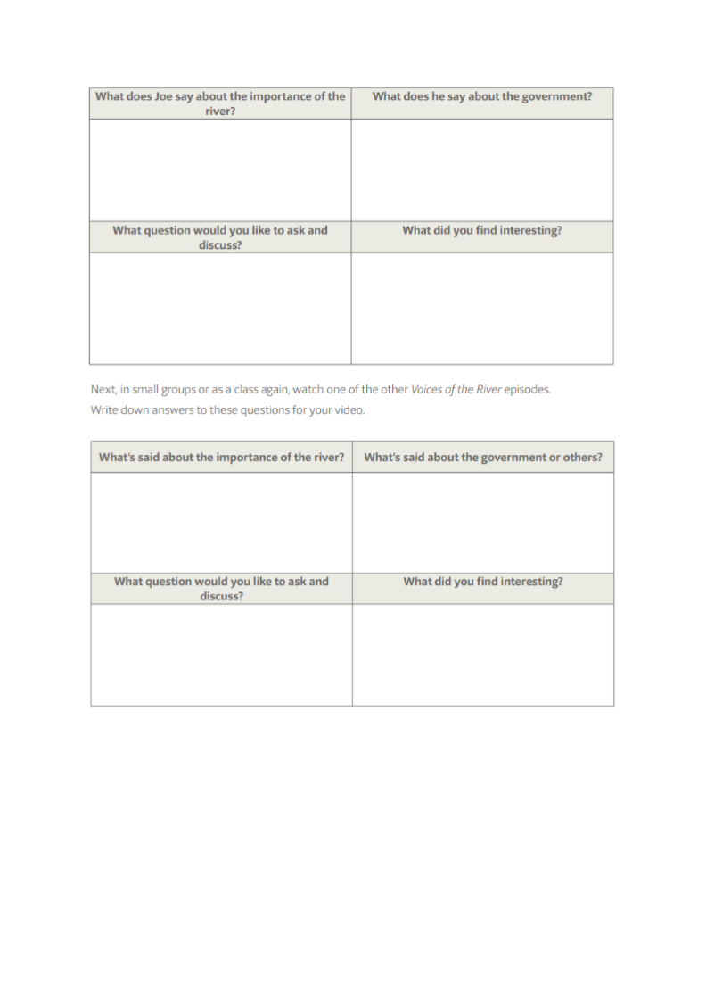 What does Joe say about the importance of the
river?
What does he say about the government?
What question would you like to ask and
discuss?
What did you find interesting?
Next, in small groups or as a class again, watch one of the other Voices of the River episodes.
Write down answers to these questions for your video.
What's said about the importance of the river?
What's said about the government or others?
What question would you like to ask and
discuss?
What did you find interesting?